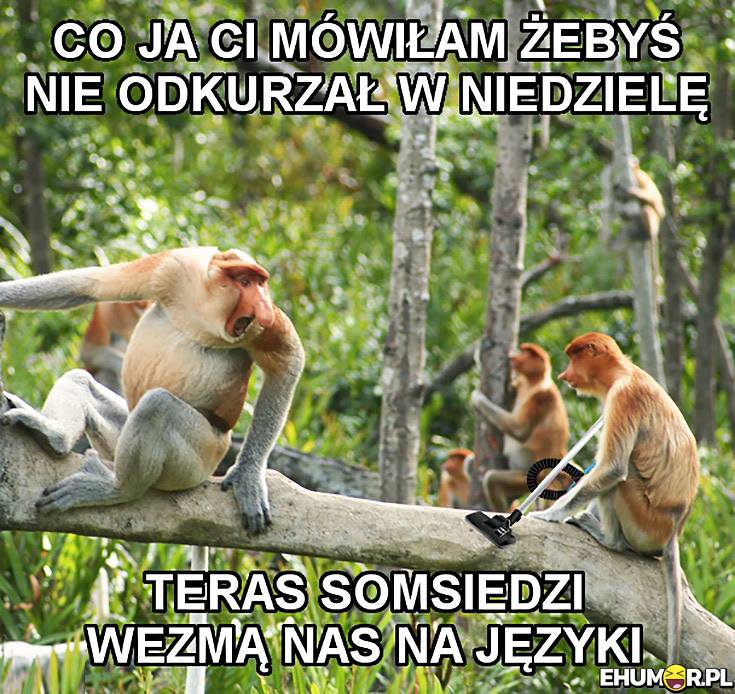 CO JA CI MÓWIŁAM ŻEBYŚ
NIE ODKURZAŁ W NIEDZIELĘ
TERAS SOMSIEDZI
WEZMĄ NAS NA JĘZYKI
EHUMOR.PL